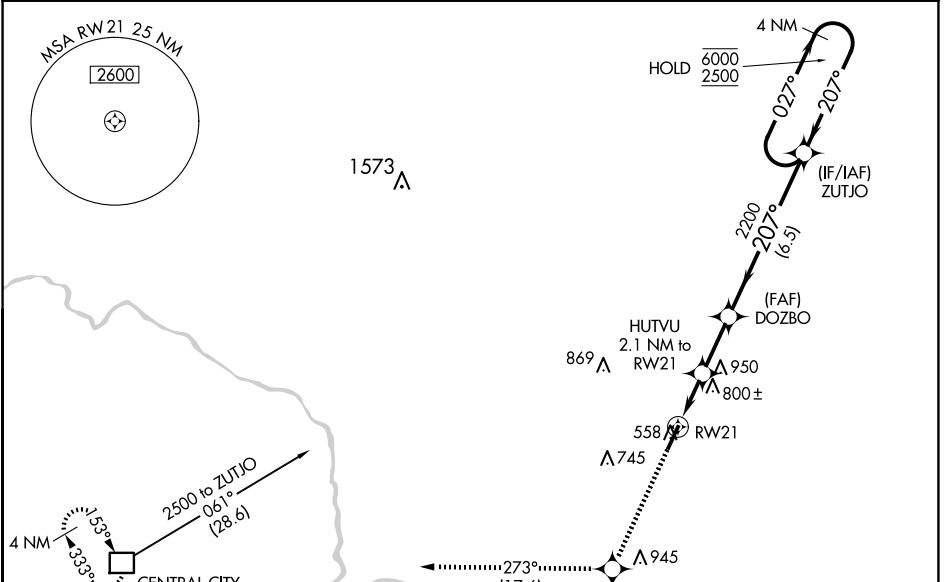 MSA RW21 25 NM
2600
4 NM
HOLD
6000
2500
027°
207°
1573
(IF/IAF)
ZUTJO
2200
207°
(6.5)
(FAF)
DOZBO
HUTVU
2.1 NM to
RW21
869
950
800±
558
RW21
745
2500 to ZUTJO
061°
(28.6)
153°
4 NM
333°
945
273°
(17.6)
CENTRAL CITY